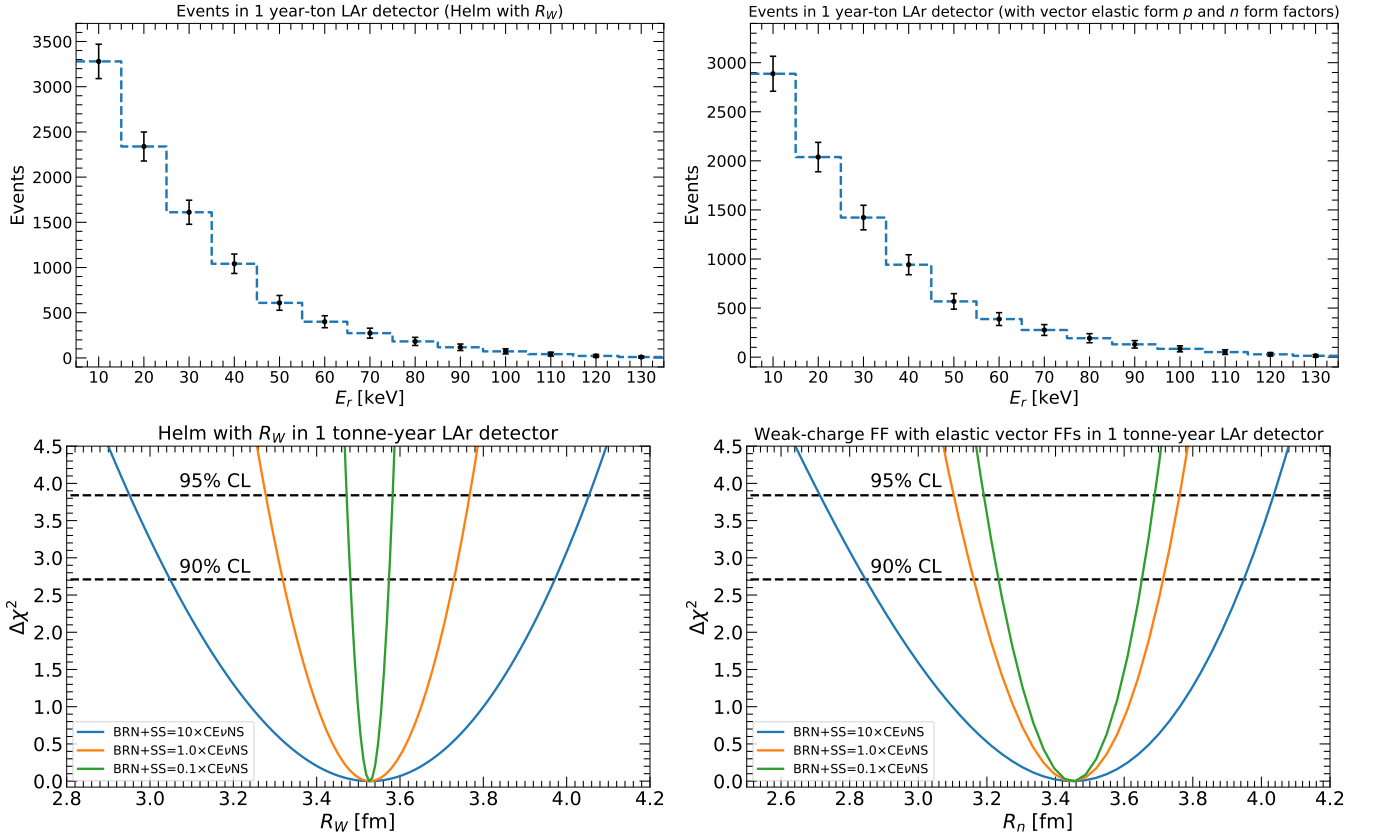 Events in 1 year-ton LAr detector (Helm with R_W)
3500
3000
2500
2000
1500
1000
500
0
Events
10 20 30 40 50 60 70 80 90 100 110 120 130
E_r [keV]
Events in 1 year-ton LAr detector (with vector elastic form p and n form factors)
3000
2500
2000
1500
1000
500
0
Events
10 20 30 40 50 60 70 80 90 100 110 120 130
E_r [keV]
Helm with R_W in 1 tonne-year LAr detector
4.5
4.0
3.5
3.0
2.5
2.0
1.5
1.0
0.5
0.0
Δχ²
95% CL
90% CL
BRN+SS=10×CEνNS
BRN+SS=1.0×CEνNS
BRN+SS=0.1×CEνNS
2.8 3.0 3.2 3.4 3.6 3.8 4.0 4.2
R_W [fm]
Weak-charge FF with elastic vector FFs in 1 tonne-year LAr detector
4.5
4.0
3.5
3.0
2.5
2.0
1.5
1.0
0.5
0.0
Δχ²
95% CL
90% CL
BRN+SS=10×CEνNS
BRN+SS=1.0×CEνNS
BRN+SS=0.1×CEνNS
2.6 2.8 3.0 3.2 3.4 3.6 3.8 4.0 4.2
R_n [fm]